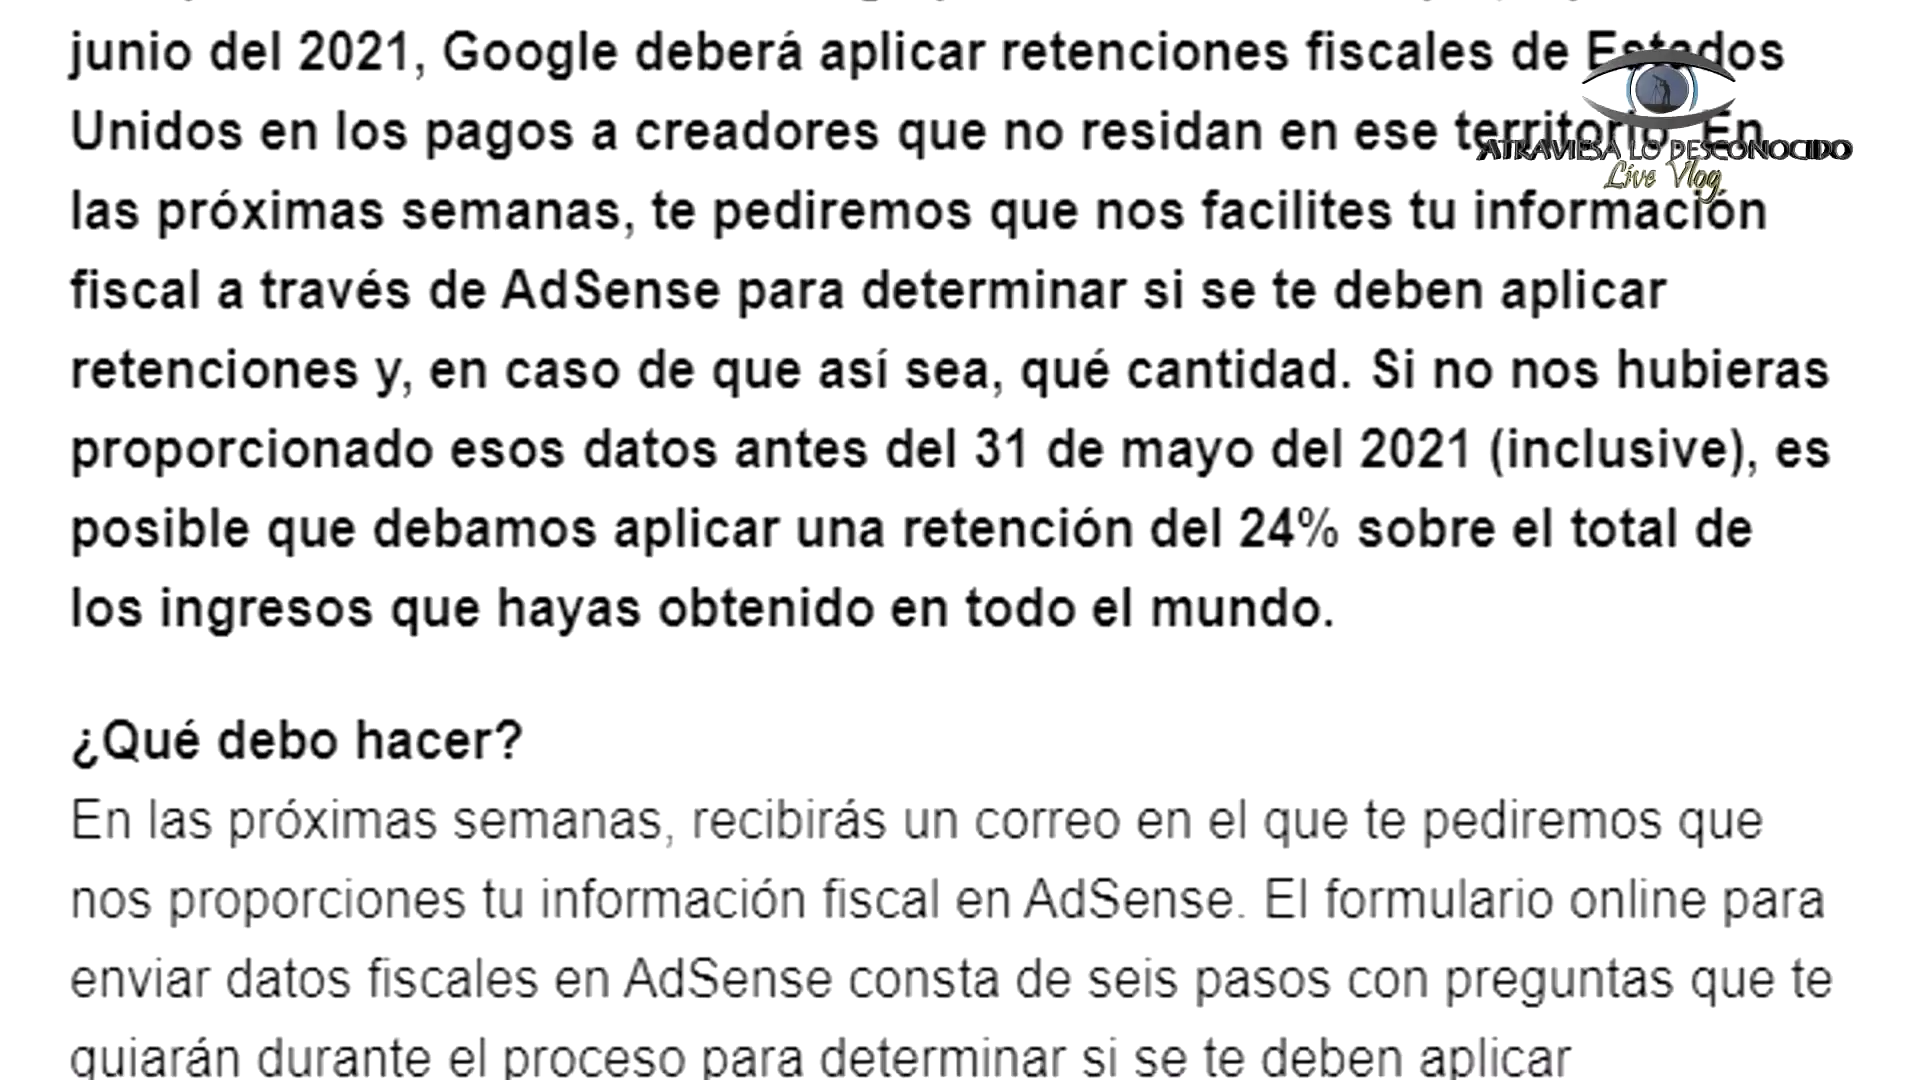 junio del 2021, Google deberá aplicar retenciones fiscales de Estados
Unidos en los pagos a creadores que no residan en ese territorio. En
ATRAVIESA LO DESCONOCIDO
Live Vlog
las próximas semanas, te pediremos que nos facilites tu información
fiscal a través de AdSense para determinar si se te deben aplicar
retenciones y, en caso de que así sea, qué cantidad. Si no nos hubieras
proporcionado esos datos antes del 31 de mayo del 2021 (inclusive), es
posible que debamos aplicar una retención del 24% sobre el total de
los ingresos que hayas obtenido en todo el mundo.
¿Qué debo hacer?
En las próximas semanas, recibirás un correo en el que te pediremos que
nos proporciones tu información fiscal en AdSense. El formulario online para
enviar datos fiscales en AdSense consta de seis pasos con preguntas que te
guiarán durante el proceso para determinar si se te deben aplicar